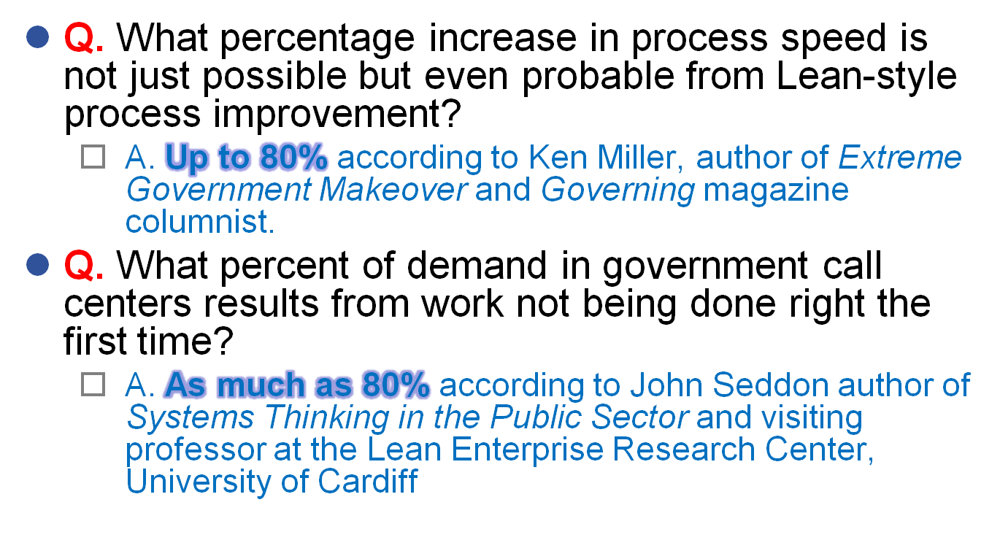 Q. What percentage increase in process speed is
not just possible but even probable from Lean-style
process improvement?
A. Up to 80% according to Ken Miller, author of Extreme
Government Makeover and Governing magazine
columnist.
Q. What percent of demand in government call
centers results from work not being done right the
first time?
A. As much as 80% according to John Seddon author of
Systems Thinking in the Public Sector and visiting
professor at the Lean Enterprise Research Center,
University of Cardiff